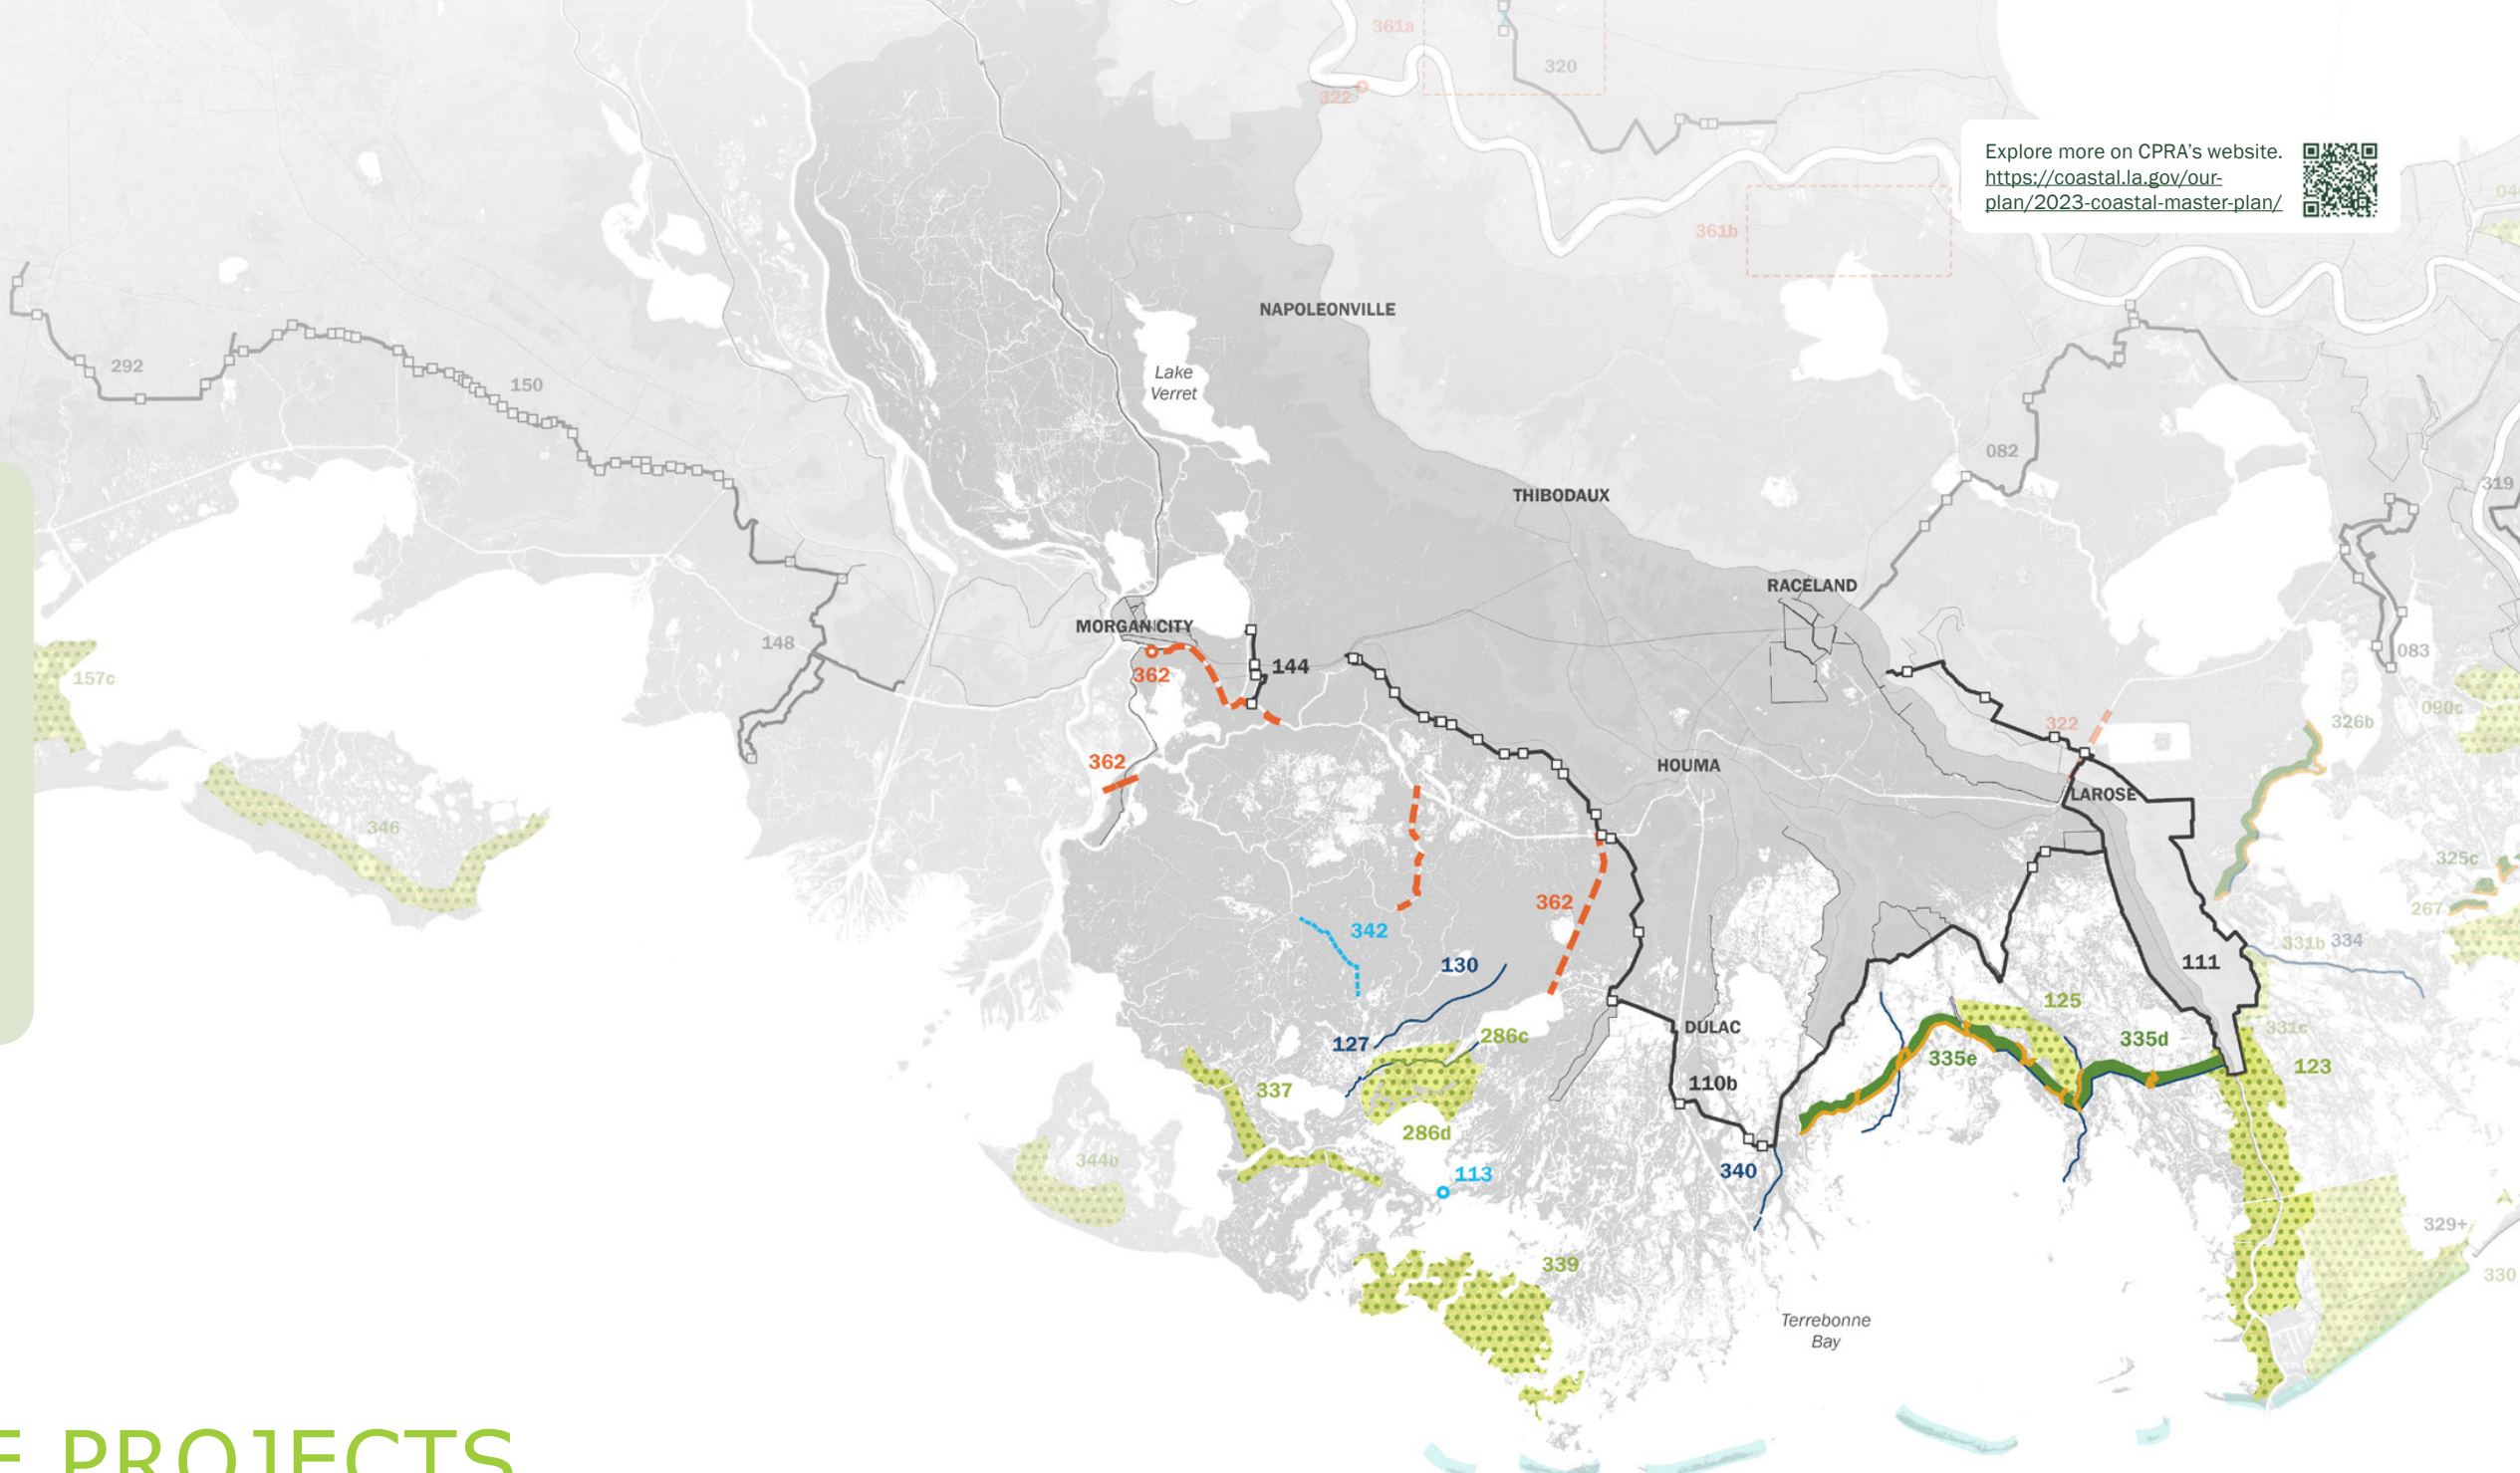 361a
320
322
Explore more on CPRA's website.
https://coastal.la.gov/our-
plan/2023-coastal-master-plan/
361b
NAPOLEONVILLE
292
Lake
Verret
150
082
319
THIBODAUX
RACELAND
MORGAN CITY
148
083
144
362
157c
090c
322
326b
362
HOUMA
LAROSE
346
325c
362
267
342
331b
334
130
111
125
DULAC
331c
286c
127
335d
335e
123
110b
337
286d
344b
340
113
329+
339
330
Terrebonne
Bay
PROJECTS